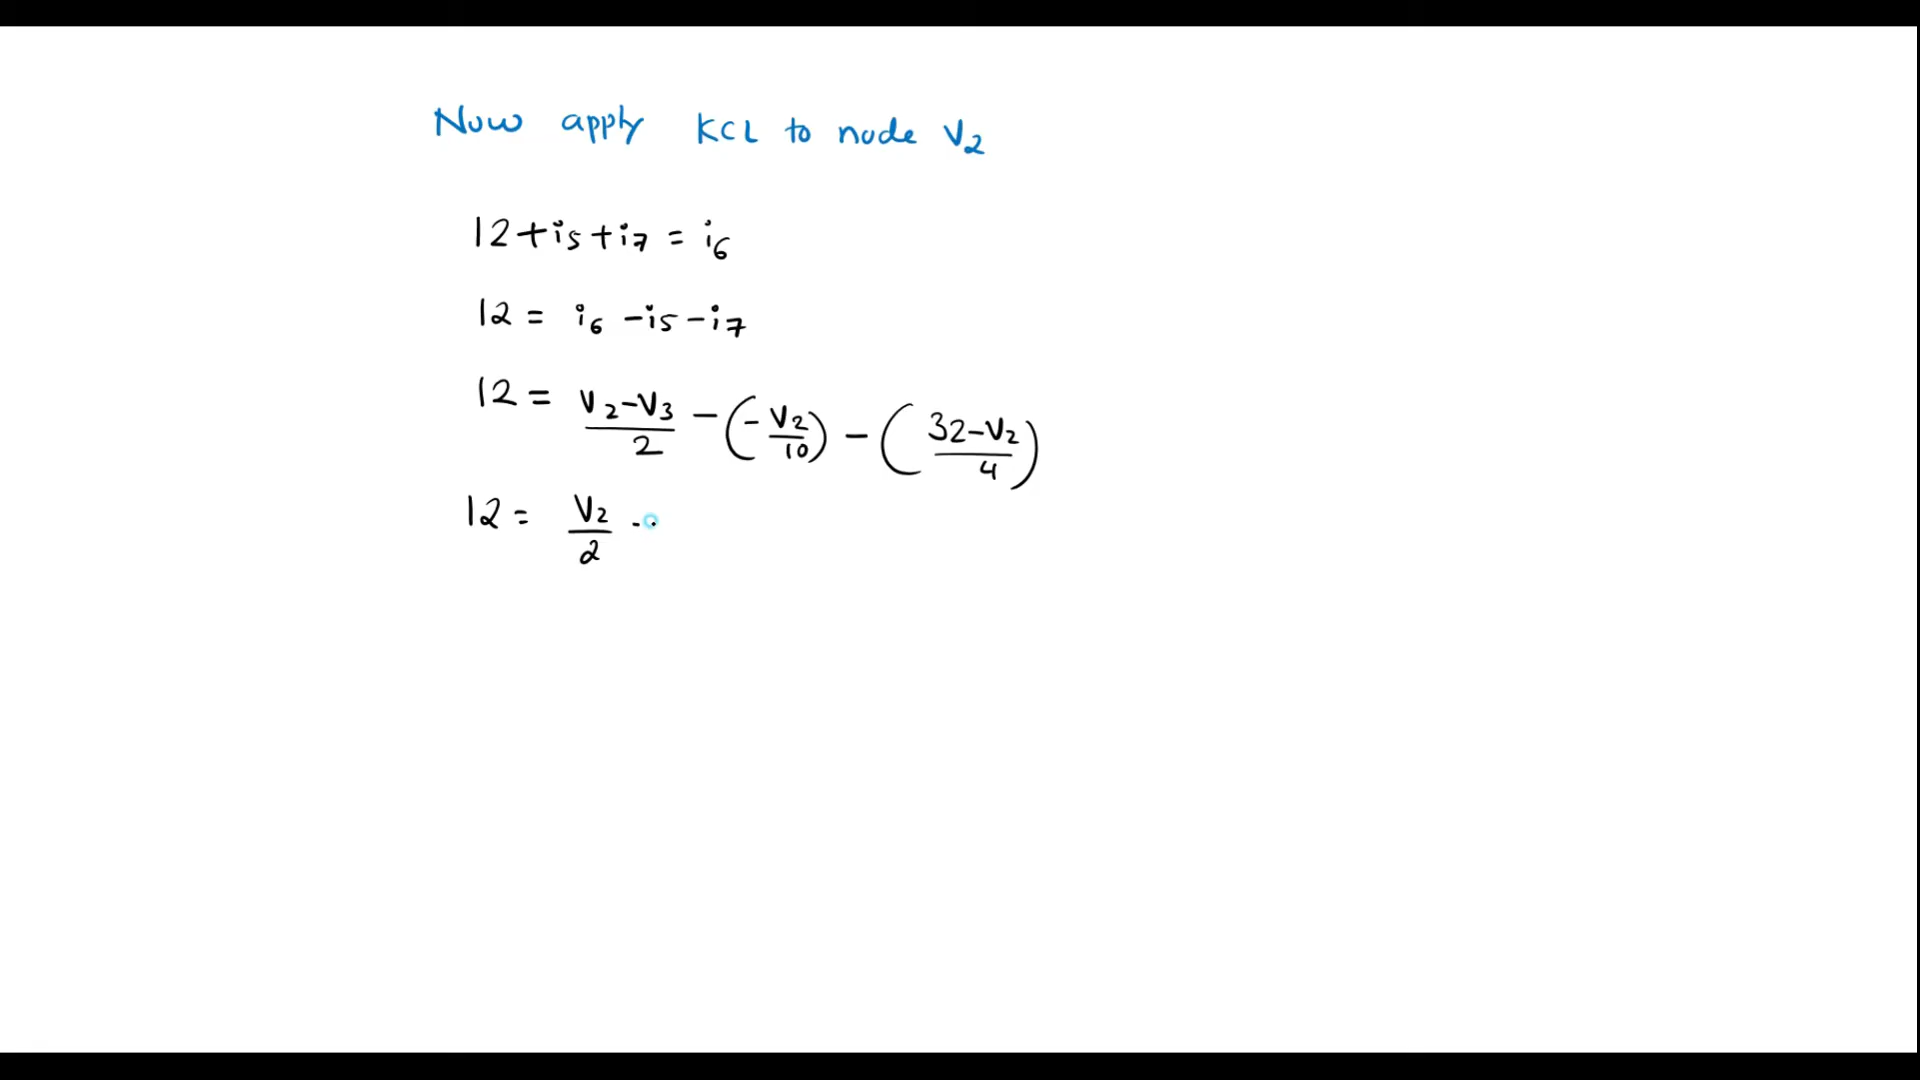 Now apply KCL to node V₂
12 + i₅ + i₇ = i₆
12 = i₆ - i₅ - i₇
12 = (V₂-V₃)/2 - (-V₂/10) - ((32-V₂)/4)
12 = V₂/2 -